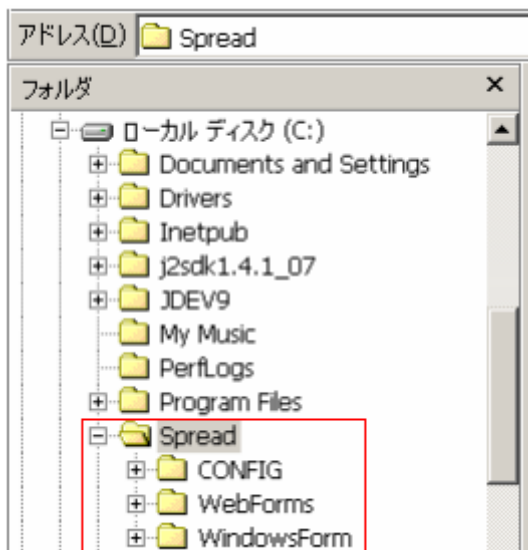 アドレス(D) Spread
フォルダ ×
ローカル ディスク (C:)
Documents and Settings
Drivers
Inetpub
j2sdk1.4.1_07
JDEV9
My Music
PerfLogs
Program Files
Spread
CONFIG
WebForms
WindowsForm